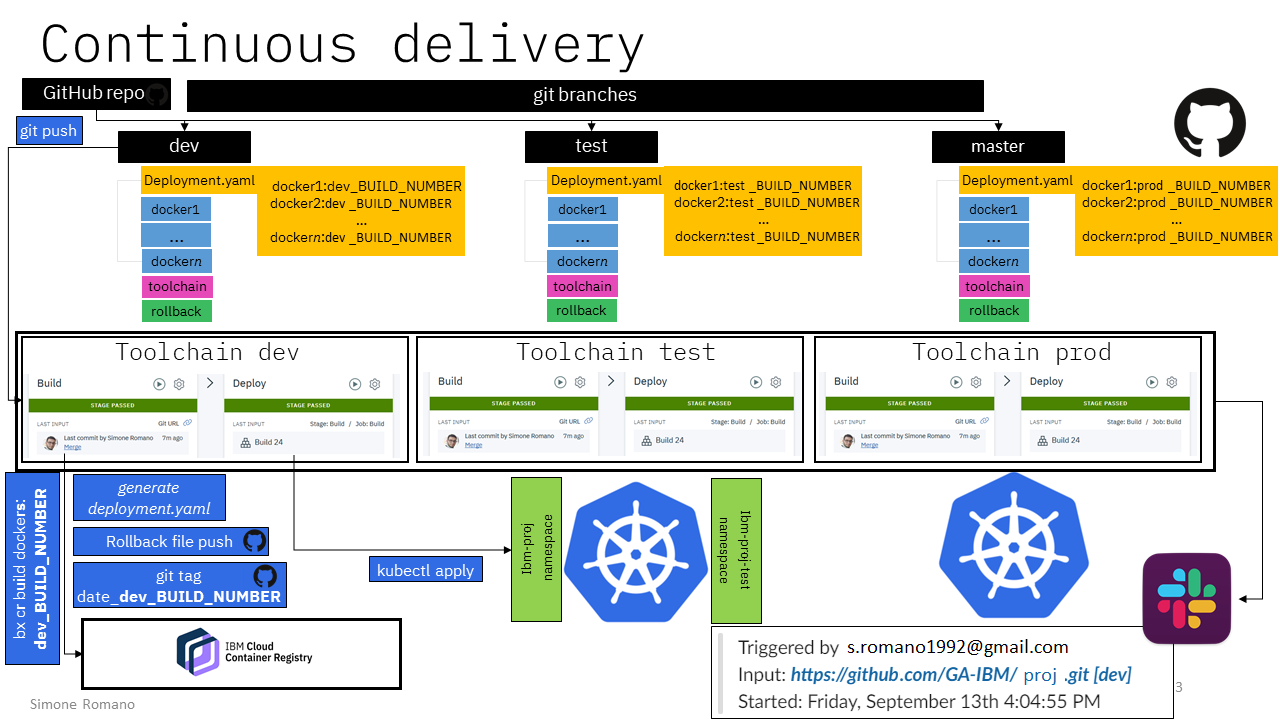 Continuous delivery
GitHub repo
git branches
git push
dev
test
master
Deployment.yaml
docker1:dev_BUILD_NUMBER
docker2:dev _BUILD_NUMBER
...
dockern:dev _BUILD_NUMBER
docker1
...
dockern
toolchain
rollback
Deployment.yaml
docker1:test _BUILD_NUMBER
docker2:test _BUILD_NUMBER
...
dockern:test _BUILD_NUMBER
docker1
...
dockern
toolchain
rollback
Deployment.yaml
docker1:prod _BUILD_NUMBER
docker2:prod _BUILD_NUMBER
...
dockern:prod _BUILD_NUMBER
docker1
...
dockern
toolchain
rollback
Toolchain dev
Build
STAGE PASSED
LAST INPUT
Git URL
Last commit by Simone Romano
7m ago
Merge
Deploy
STAGE PASSED
LAST INPUT
Stage: Build / Job: Build
Build 24
Toolchain test
Build
STAGE PASSED
LAST INPUT
Git URL
Last commit by Simone Romano
7m ago
Merge
Deploy
STAGE PASSED
LAST INPUT
Stage: Build / Job: Build
Build 24
Toolchain prod
Build
STAGE PASSED
LAST INPUT
Git URL
Last commit by Simone Romano
7m ago
Merge
Deploy
STAGE PASSED
LAST INPUT
Stage: Build / Job: Build
Build 24
bx cr build dockers:
dev_BUILD_NUMBER
generate
deployment.yaml
Rollback file push
git tag
date_dev_BUILD_NUMBER
kubectl apply
Ibm-proj
namespace
Ibm-proj-test
namespace
IBM Cloud
Container Registry
Triggered by s.romano1992@gmail.com
Input: https://github.com/GA-IBM/ proj .git [dev]
Started: Friday, September 13th 4:04:55 PM
3
Simone Romano